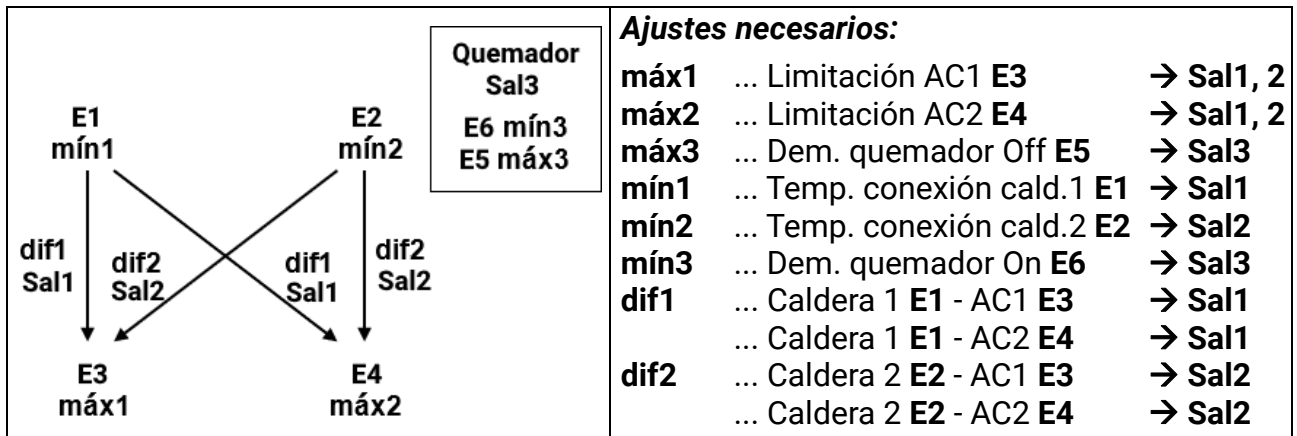 Quemador
Sal3
E6 mín3
E5 máx3
E1
mín1
E2
mín2
dif1
Sal1
dif2
Sal2
dif1
Sal1
dif2
Sal2
E3
máx1
E4
máx2
Ajustes necesarios:
máx1 ... Limitación AC1 E3 → Sal1, 2
máx2 ... Limitación AC2 E4 → Sal1, 2
máx3 ... Dem. quemador Off E5 → Sal3
mín1 ... Temp. conexión cald.1 E1 → Sal1
mín2 ... Temp. conexión cald.2 E2 → Sal2
mín3 ... Dem. quemador On E6 → Sal3
dif1 ... Caldera 1 E1 - AC1 E3 → Sal1
... Caldera 1 E1 - AC2 E4 → Sal1
dif2 ... Caldera 2 E2 - AC1 E3 → Sal2
... Caldera 2 E2 - AC2 E4 → Sal2